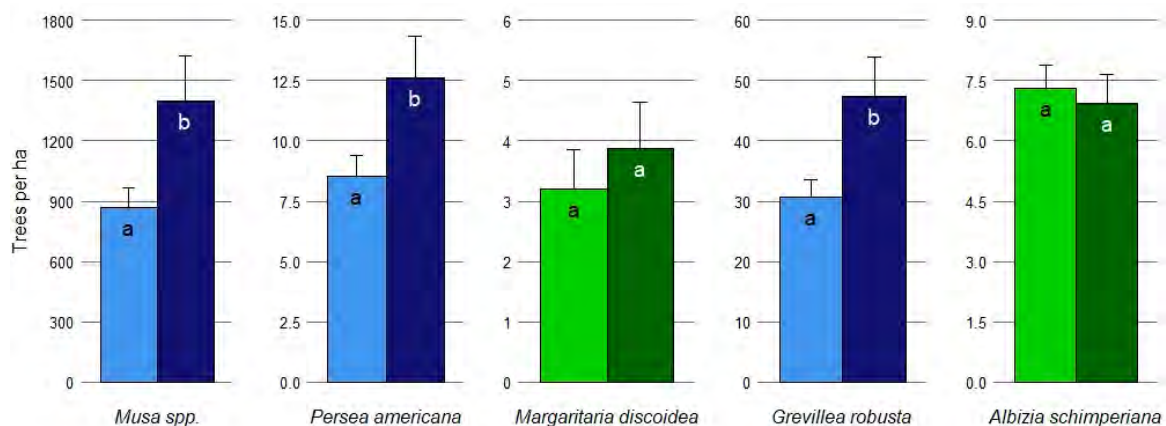 Trees per ha
1800
1500
1200
900
600
300
0
a
b
Musa spp.
15.0
12.5
10.0
7.5
5.0
2.5
0.0
a
b
Persea americana
6
5
4
3
2
1
0
a
a
Margaritaria discoidea
60
50
40
30
20
10
0
a
b
Grevillea robusta
9.0
7.5
6.0
4.5
3.0
1.5
0.0
a
a
Albizia schimperiana